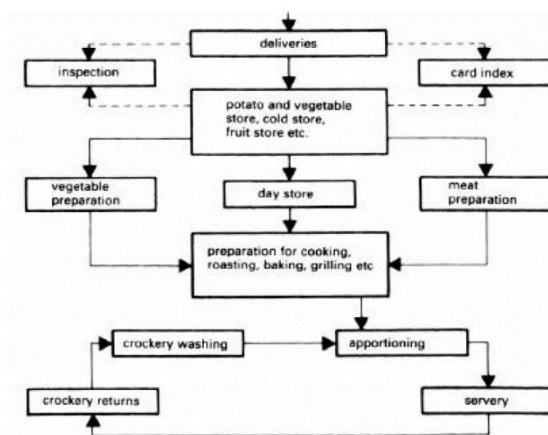 deliveries
inspection
card index
potato and vegetable
store, cold store,
fruit store etc.
vegetable
preparation
day store
meat
preparation
preparation for cooking,
roasting, baking, grilling etc
crockery washing
apportioning
crockery returns
servery